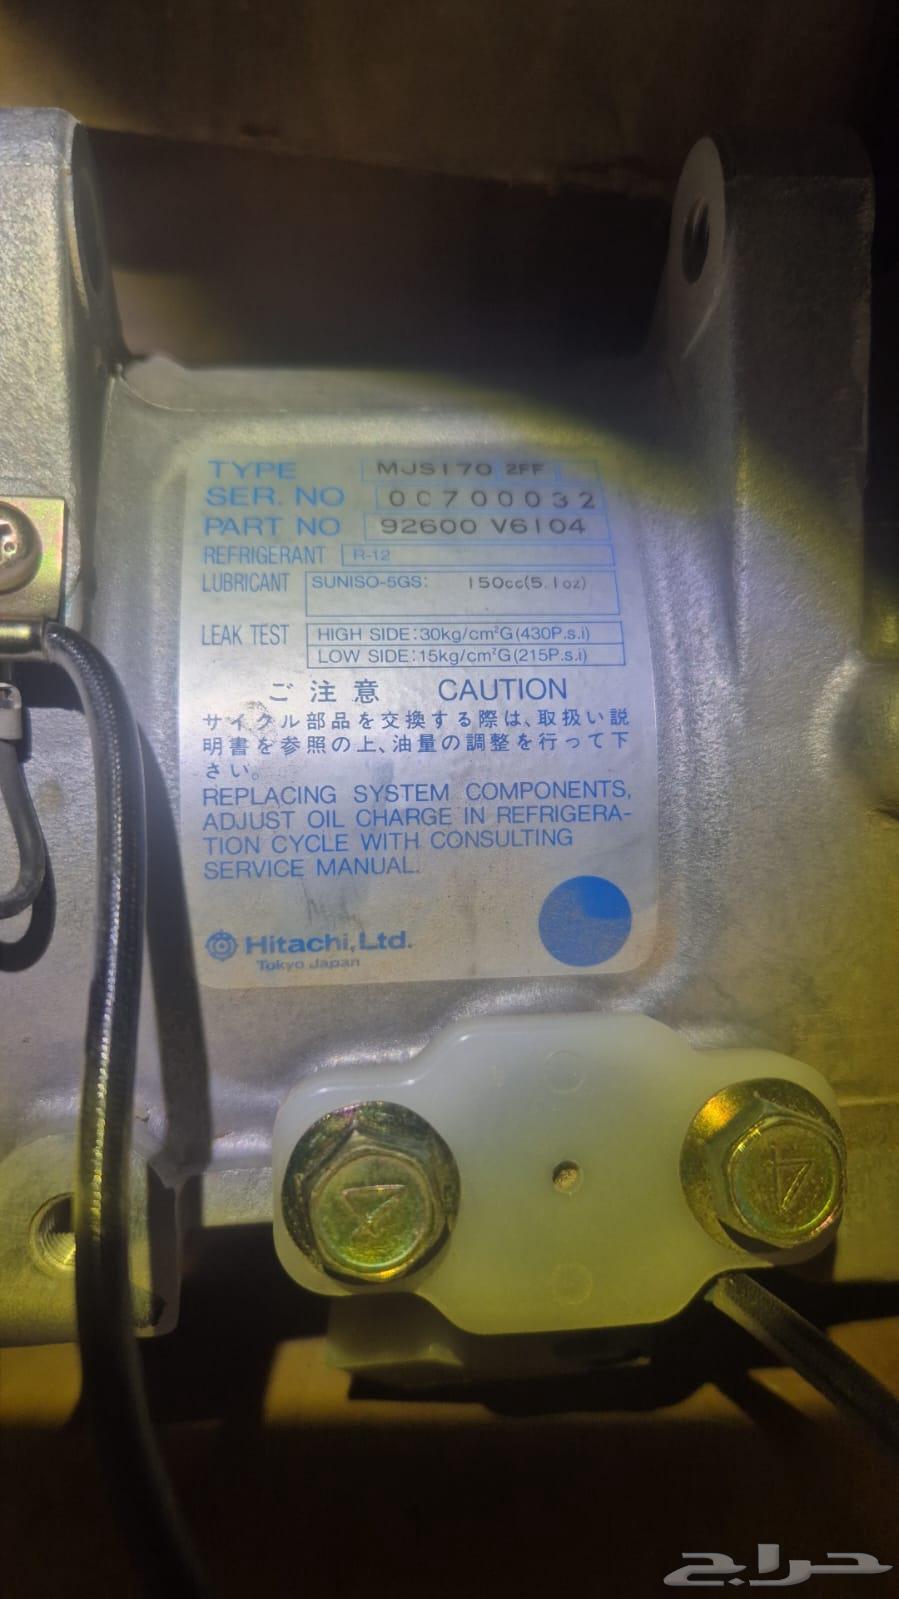 TYPE MJS170 2FF
SER. NO 00700032
PART NO 92600 V6104
REFRIGERANT R-12
LUBRICANT SUNISO-5GS: 150cc(5.1oz)
LEAK TEST HIGH SIDE:30kg/cm²G(430P.s.i)
LOW SIDE:15kg/cm²G(215P.s.i)
ご注意 CAUTION
サイクル部品を交換する際は、取扱い説
明書を参照の上、油量の調整を行って下
さい。
REPLACING SYSTEM COMPONENTS,
ADJUST OIL CHARGE IN REFRIGERA-
TION CYCLE WITH CONSULTING
SERVICE MANUAL.
Hitachi, Ltd.
Tokyo Japan
4 4
حراج